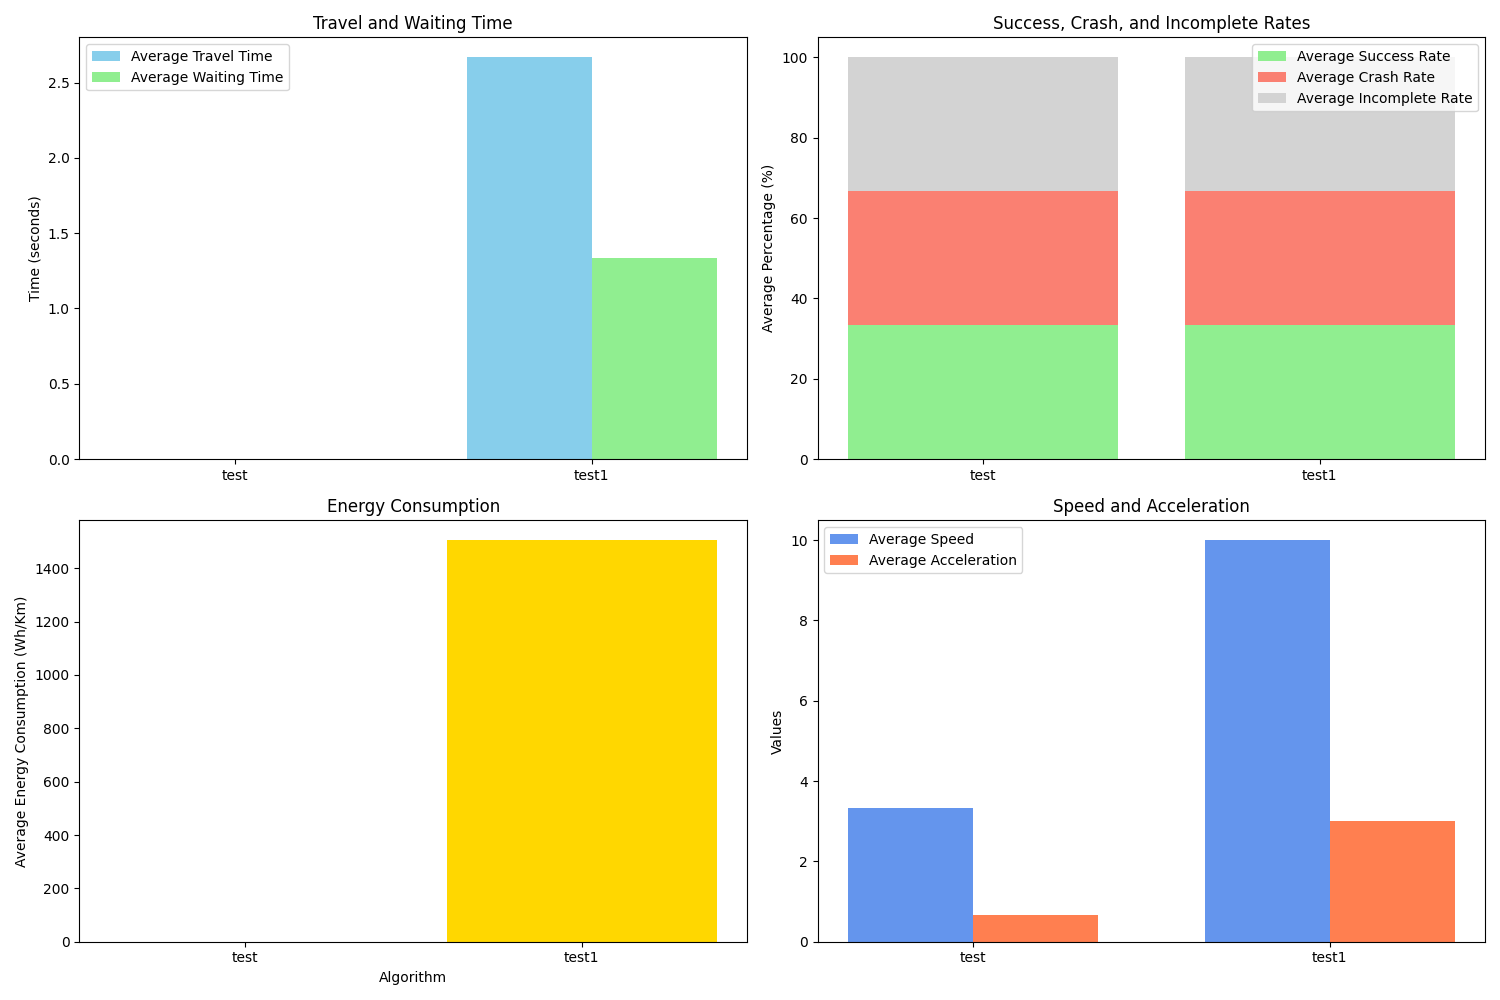 Travel and Waiting Time
Average Travel Time
Average Waiting Time
Time (seconds)
2.5
2.0
1.5
1.0
0.5
0.0
test
test1
Success, Crash, and Incomplete Rates
Average Success Rate
Average Crash Rate
Average Incomplete Rate
Average Percentage (%)
100
80
60
40
20
0
test
test1
Energy Consumption
Average Energy Consumption (Wh/Km)
1400
1200
1000
800
600
400
200
0
test
test1
Algorithm
Speed and Acceleration
Average Speed
Average Acceleration
Values
10
8
6
4
2
0
test
test1